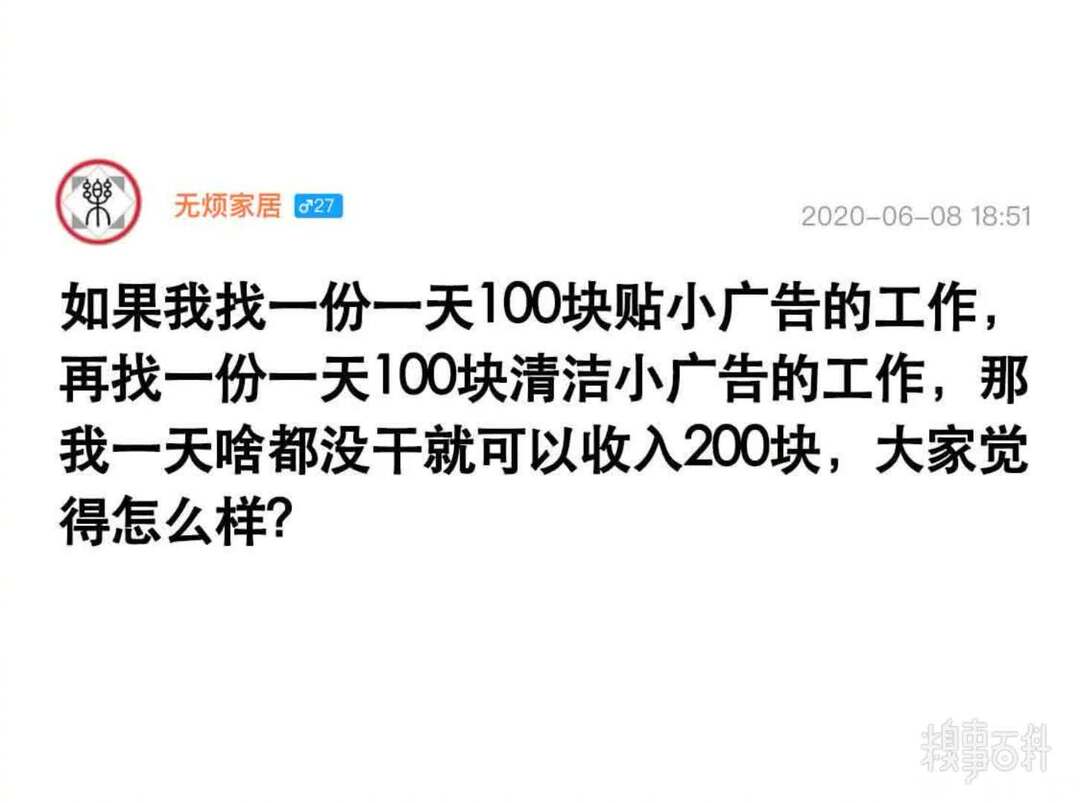 樂
无烦家居 ♂27
2020-06-08 18:51
如果我找一份一天100块贴小广告的工作，
再找一份一天100块清洁小广告的工作，那
我一天啥都没干就可以收入200块，大家觉
得怎么样？
糗事百科